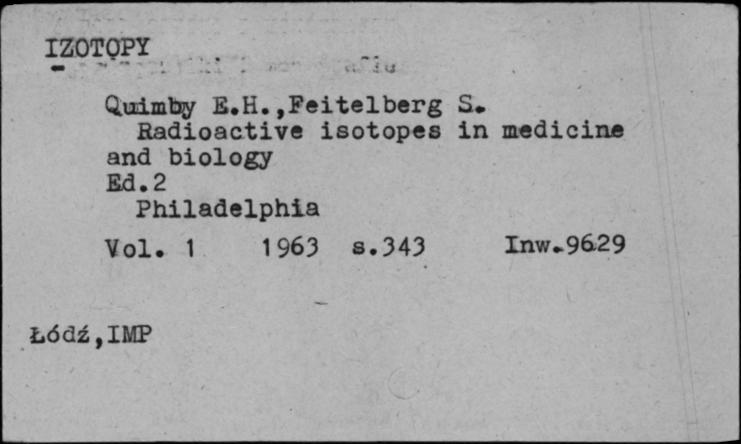 IZOTOPY
Quimby E.H.,Feitelberg S.
Radioactive isotopes in medicine
and biology
Ed.2
Philadelphia
Vol. 1 1963 s.343 Inw.9629
Łódź,IMP